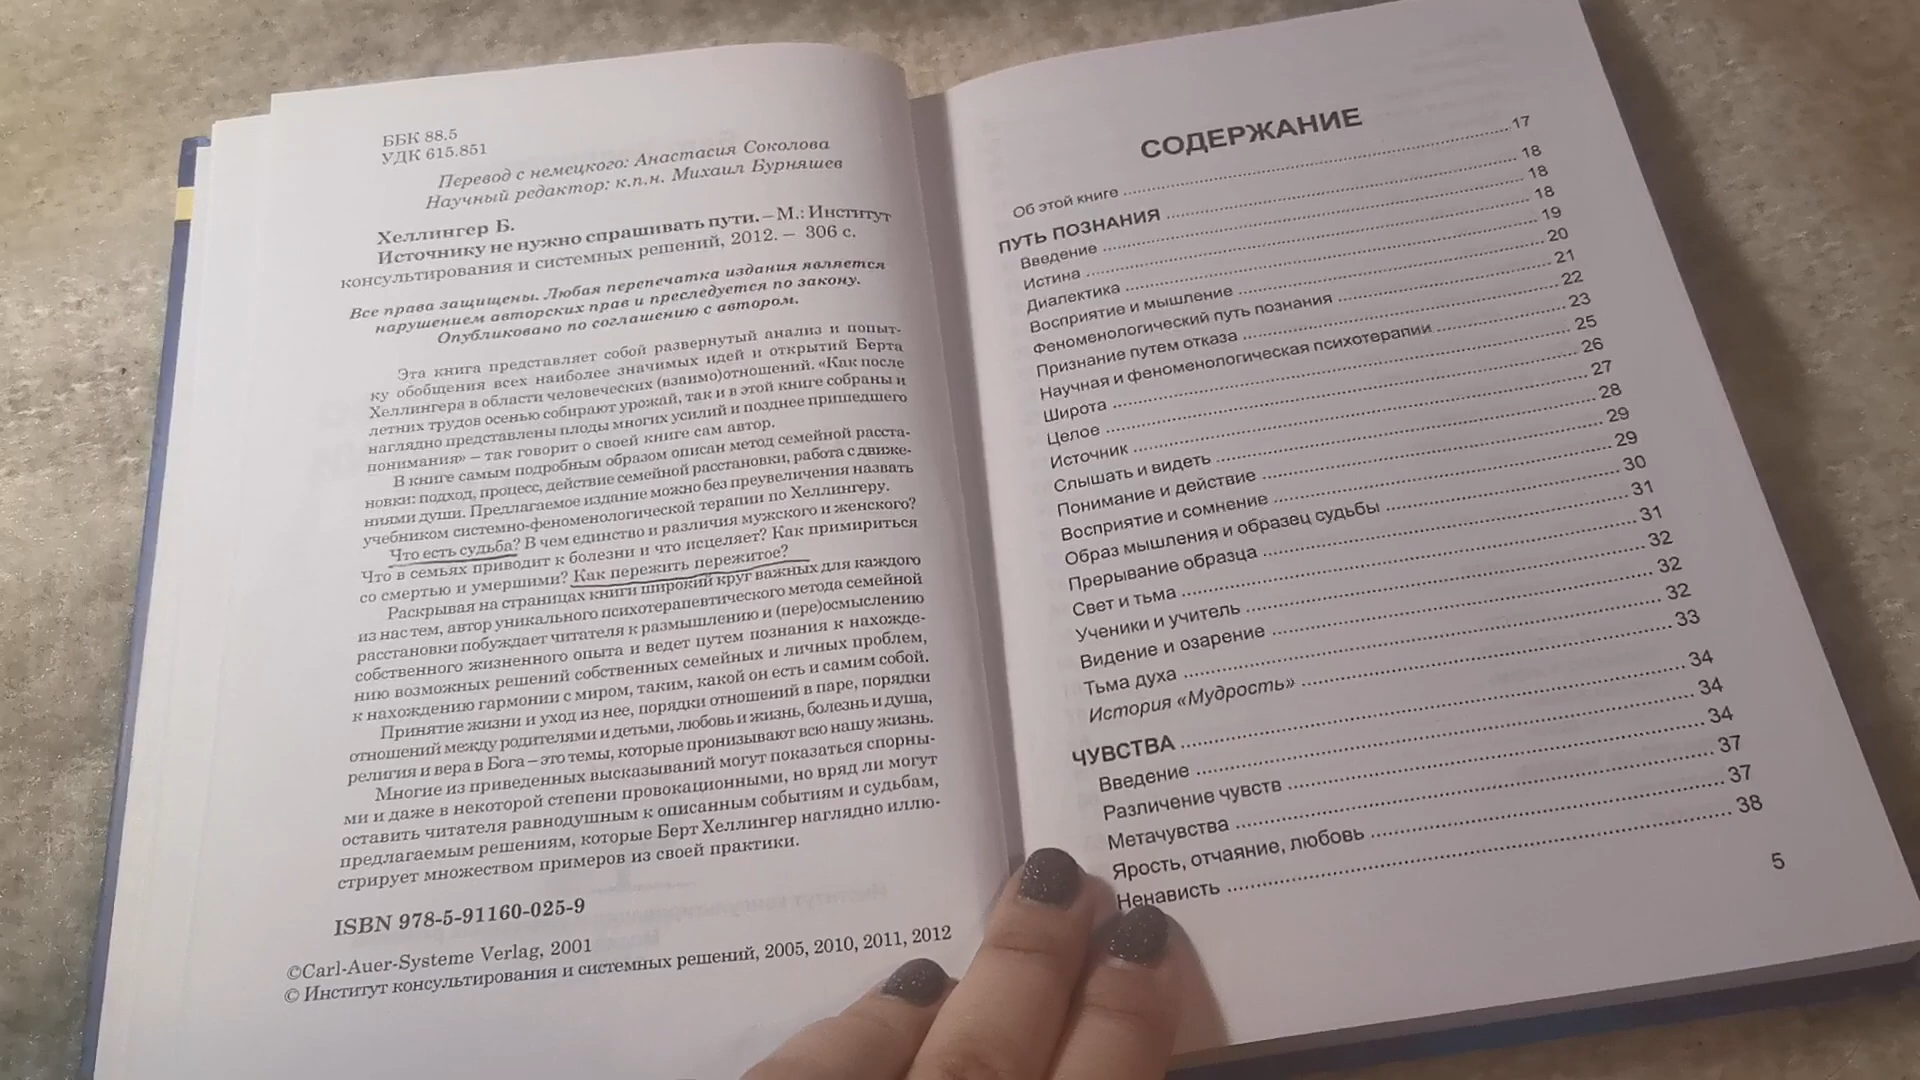 ББК 88.5
УДК 615.851
Перевод с немецкого: Анастасия Соколова
Научный редактор: к.п.н. Михаил Бурняшев
Хеллингер Б.
Источнику не нужно спрашивать пути. – М.: Институт
консультирования и системных решений, 2012. – 306 с.
Все права защищены. Любая перепечатка издания является
нарушением авторских прав и преследуется по закону.
Опубликовано по соглашению с автором.
Эта книга представляет собой развернутый анализ и попыт-
ку обобщения всех наиболее значимых идей и открытий Берта
Хеллингера в области человеческих (взаимо)отношений. «Как после
летних трудов осенью собирают урожай, так и в этой книге собраны и
наглядно представлены плоды многих усилий и позднее пришедшего
понимания» – так говорит о своей книге сам автор.
В книге самым подробным образом описан метод семейной расста-
новки: подход, процесс, действие семейной расстановки, работа с движе-
ниями души. Предлагаемое издание можно без преувеличения назвать
учебником системно-феноменологической терапии по Хеллингеру.
Что есть судьба? В чем единство и различия мужского и женского?
Что в семьях приводит к болезни и что исцеляет? Как примириться
со смертью и умершими? Как пережить пережитое?
Раскрывая на страницах книги широкий круг важных для каждого
из нас тем, автор уникального психотерапевтического метода семейной
расстановки побуждает читателя к размышлению и (пере)осмыслению
собственного жизненного опыта и ведет путем познания к нахожде-
нию возможных решений собственных семейных и личных проблем,
к нахождению гармонии с миром, таким, какой он есть и самим собой.
Принятие жизни и уход из нее, порядки отношений в паре, порядки
отношений между родителями и детьми, любовь и жизнь, болезнь и душа,
религия и вера в Бога – это темы, которые пронизывают всю нашу жизнь.
Многие из приведенных высказываний могут показаться спорны-
ми и даже в некоторой степени провокационными, но вряд ли могут
оставить читателя равнодушным к описанным событиям и судьбам,
предлагаемым решениям, которые Берт Хеллингер наглядно иллю-
стрирует множеством примеров из своей практики.
ISBN 978-5-91160-025-9
©Carl-Auer-Systeme Verlag, 2001
© Институт консультирования и системных решений, 2005, 2010, 2011, 2012
СОДЕРЖАНИЕ
Об этой книге ... 17
ПУТЬ ПОЗНАНИЯ ... 18
Введение ... 18
Истина ... 18
Диалектика ... 19
Восприятие и мышление ... 20
Феноменологический путь познания ... 21
Признание путем отказа ... 22
Научная и феноменологическая психотерапии ... 23
Широта ... 25
Целое ... 26
Источник ... 27
Слышать и видеть ... 28
Понимание и действие ... 29
Восприятие и сомнение ... 29
Образ мышления и образец судьбы ... 30
Прерывание образца ... 31
Свет и тьма ... 31
Ученики и учитель ... 32
Видение и озарение ... 32
Тьма духа ... 32
История «Мудрость» ... 33
ЧУВСТВА ... 34
Введение ... 34
Различение чувств ... 34
Метачувства ... 37
Ярость, отчаяние, любовь ... 37
Ненависть ... 38
5